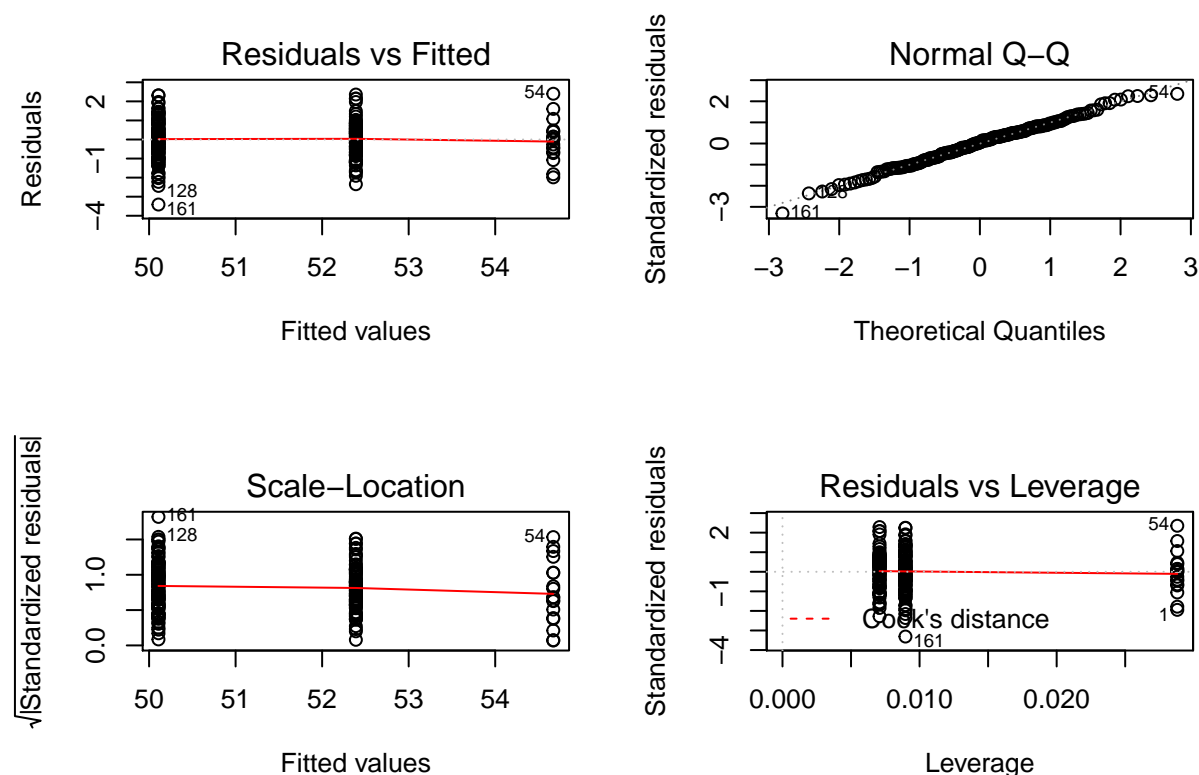 Residuals vs Fitted
Residuals
2
−1
−4
54
128
161
50 51 52 53 54
Fitted values
Normal Q−Q
Standardized residuals
2
0
−3
54
128
161
−3 −2 −1 0 1 2 3
Theoretical Quantiles
Scale−Location
√|Standardized residuals|
1.0
0.0
161
128
54
50 51 52 53 54
Fitted values
Residuals vs Leverage
Standardized residuals
2
−1
−4
54
1
Cook's distance
161
0.000 0.010 0.020
Leverage